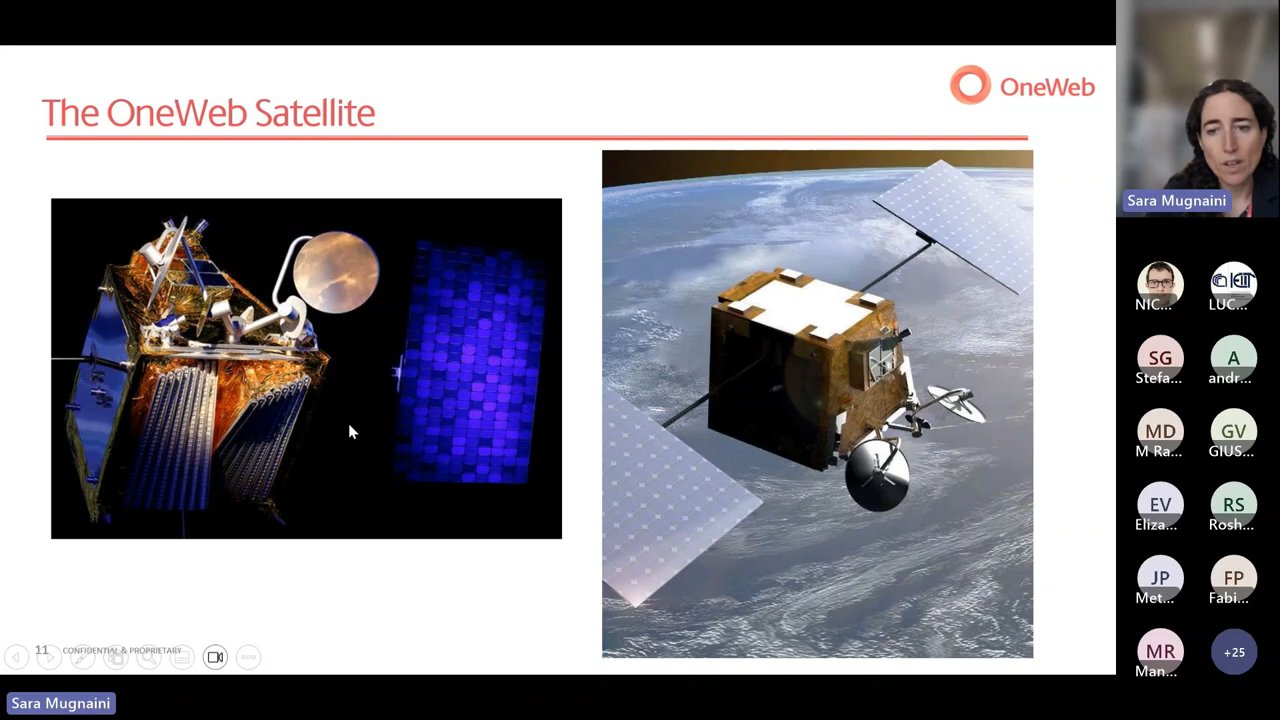 The OneWeb Satellite
OneWeb
11 CONFIDENTIAL & PROPRIETARY
Sara Mugnaini
Sara Mugnaini
NIC...
LUC...
SG
Stefa...
A
andr...
MD
M Ra...
GV
GIUS...
EV
Eliza...
RS
Rosh...
JP
Met...
FP
Fabi...
MR
Man...
+25